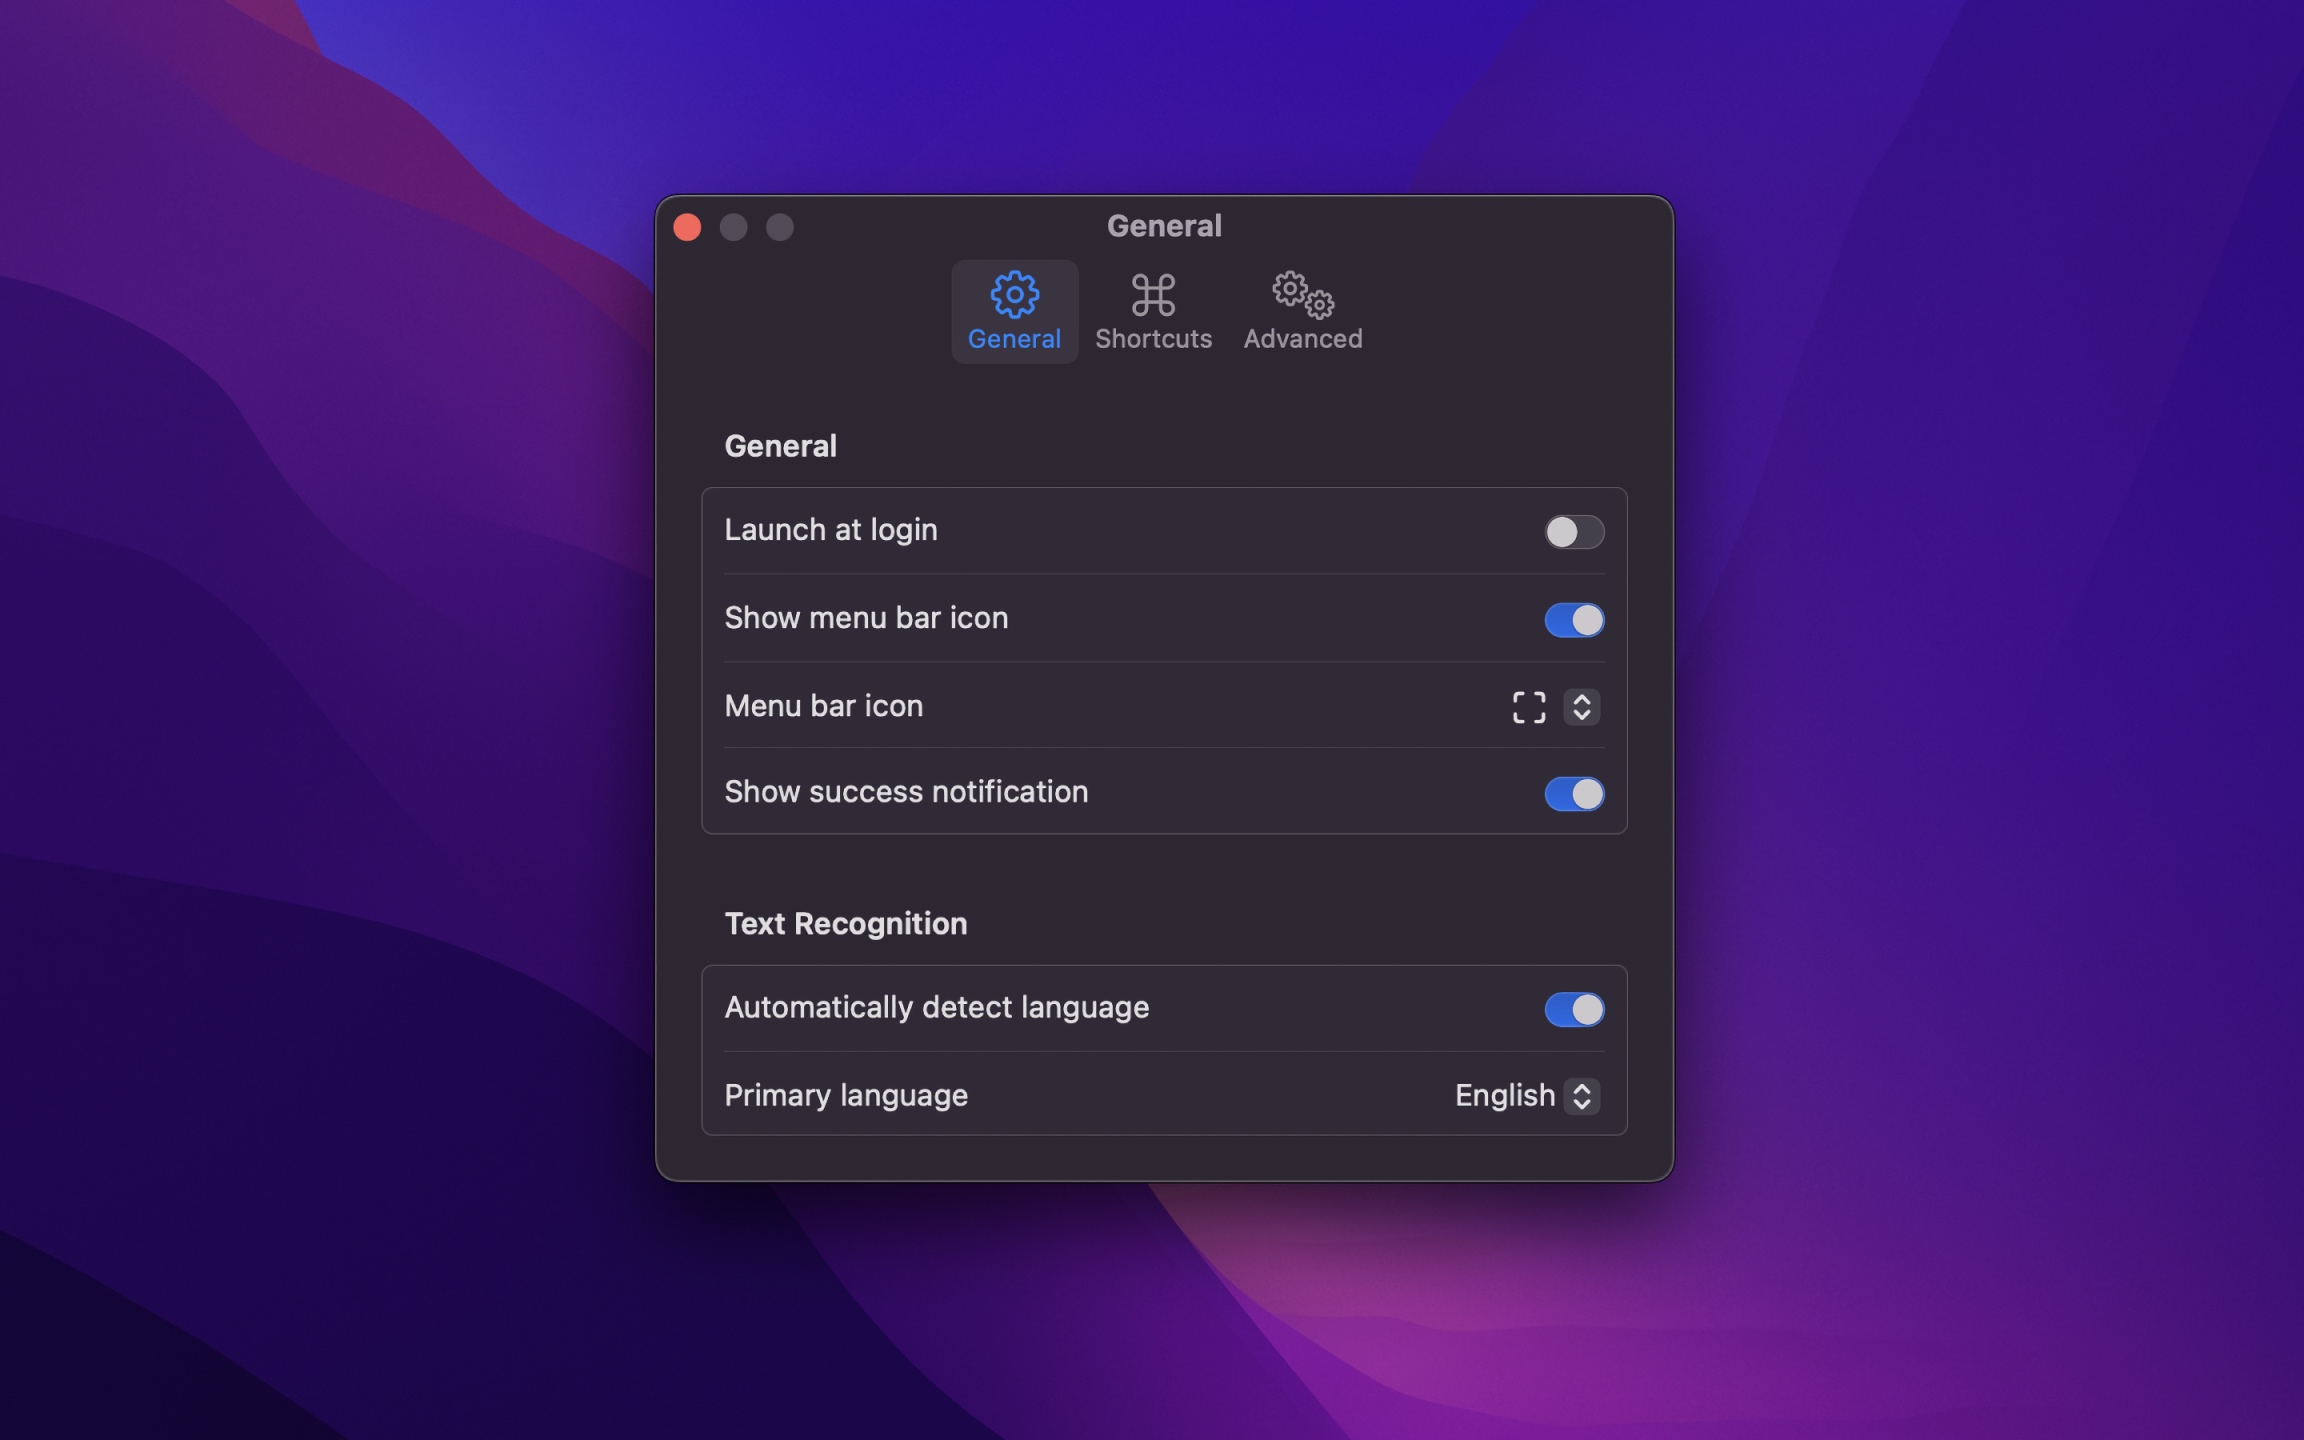 General
General Shortcuts Advanced
General
Launch at login
Show menu bar icon
Menu bar icon
Show success notification
Text Recognition
Automatically detect language
Primary language English